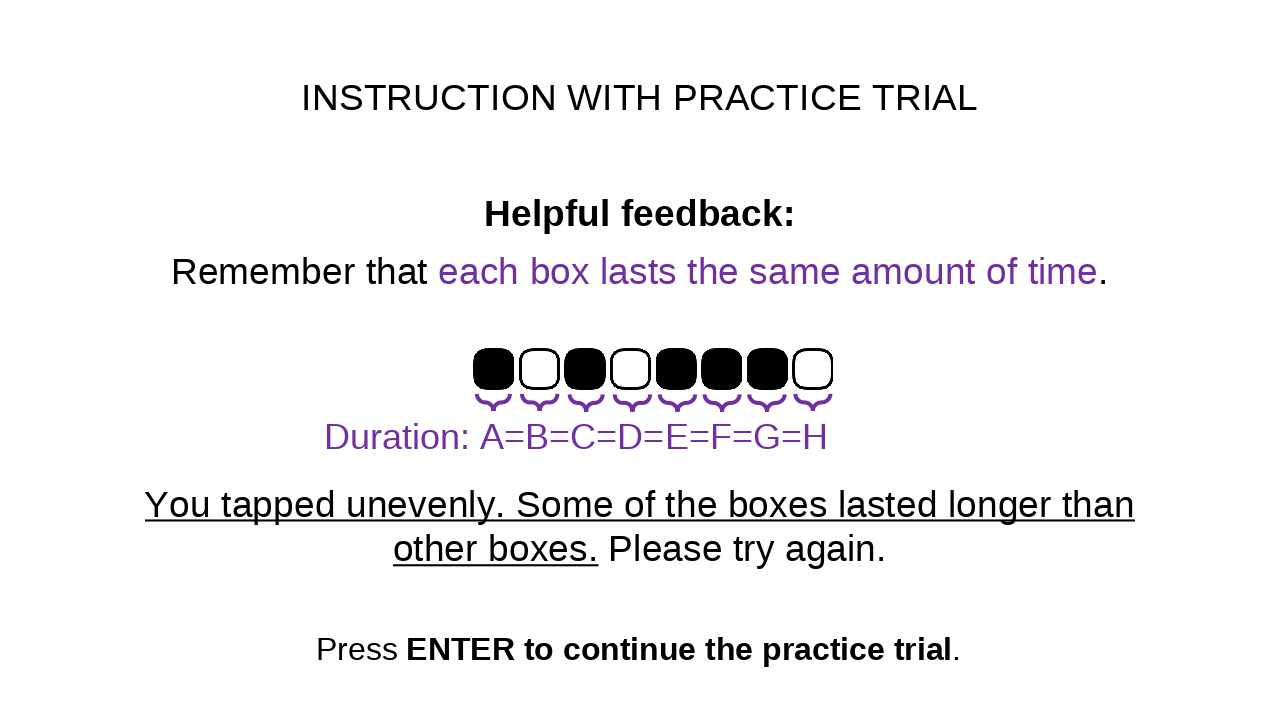 INSTRUCTION WITH PRACTICE TRIAL
Helpful feedback:
Remember that each box lasts the same amount of time.
Duration: A=B=C=D=E=F=G=H
You tapped unevenly. Some of the boxes lasted longer than
other boxes. Please try again.
Press ENTER to continue the practice trial.